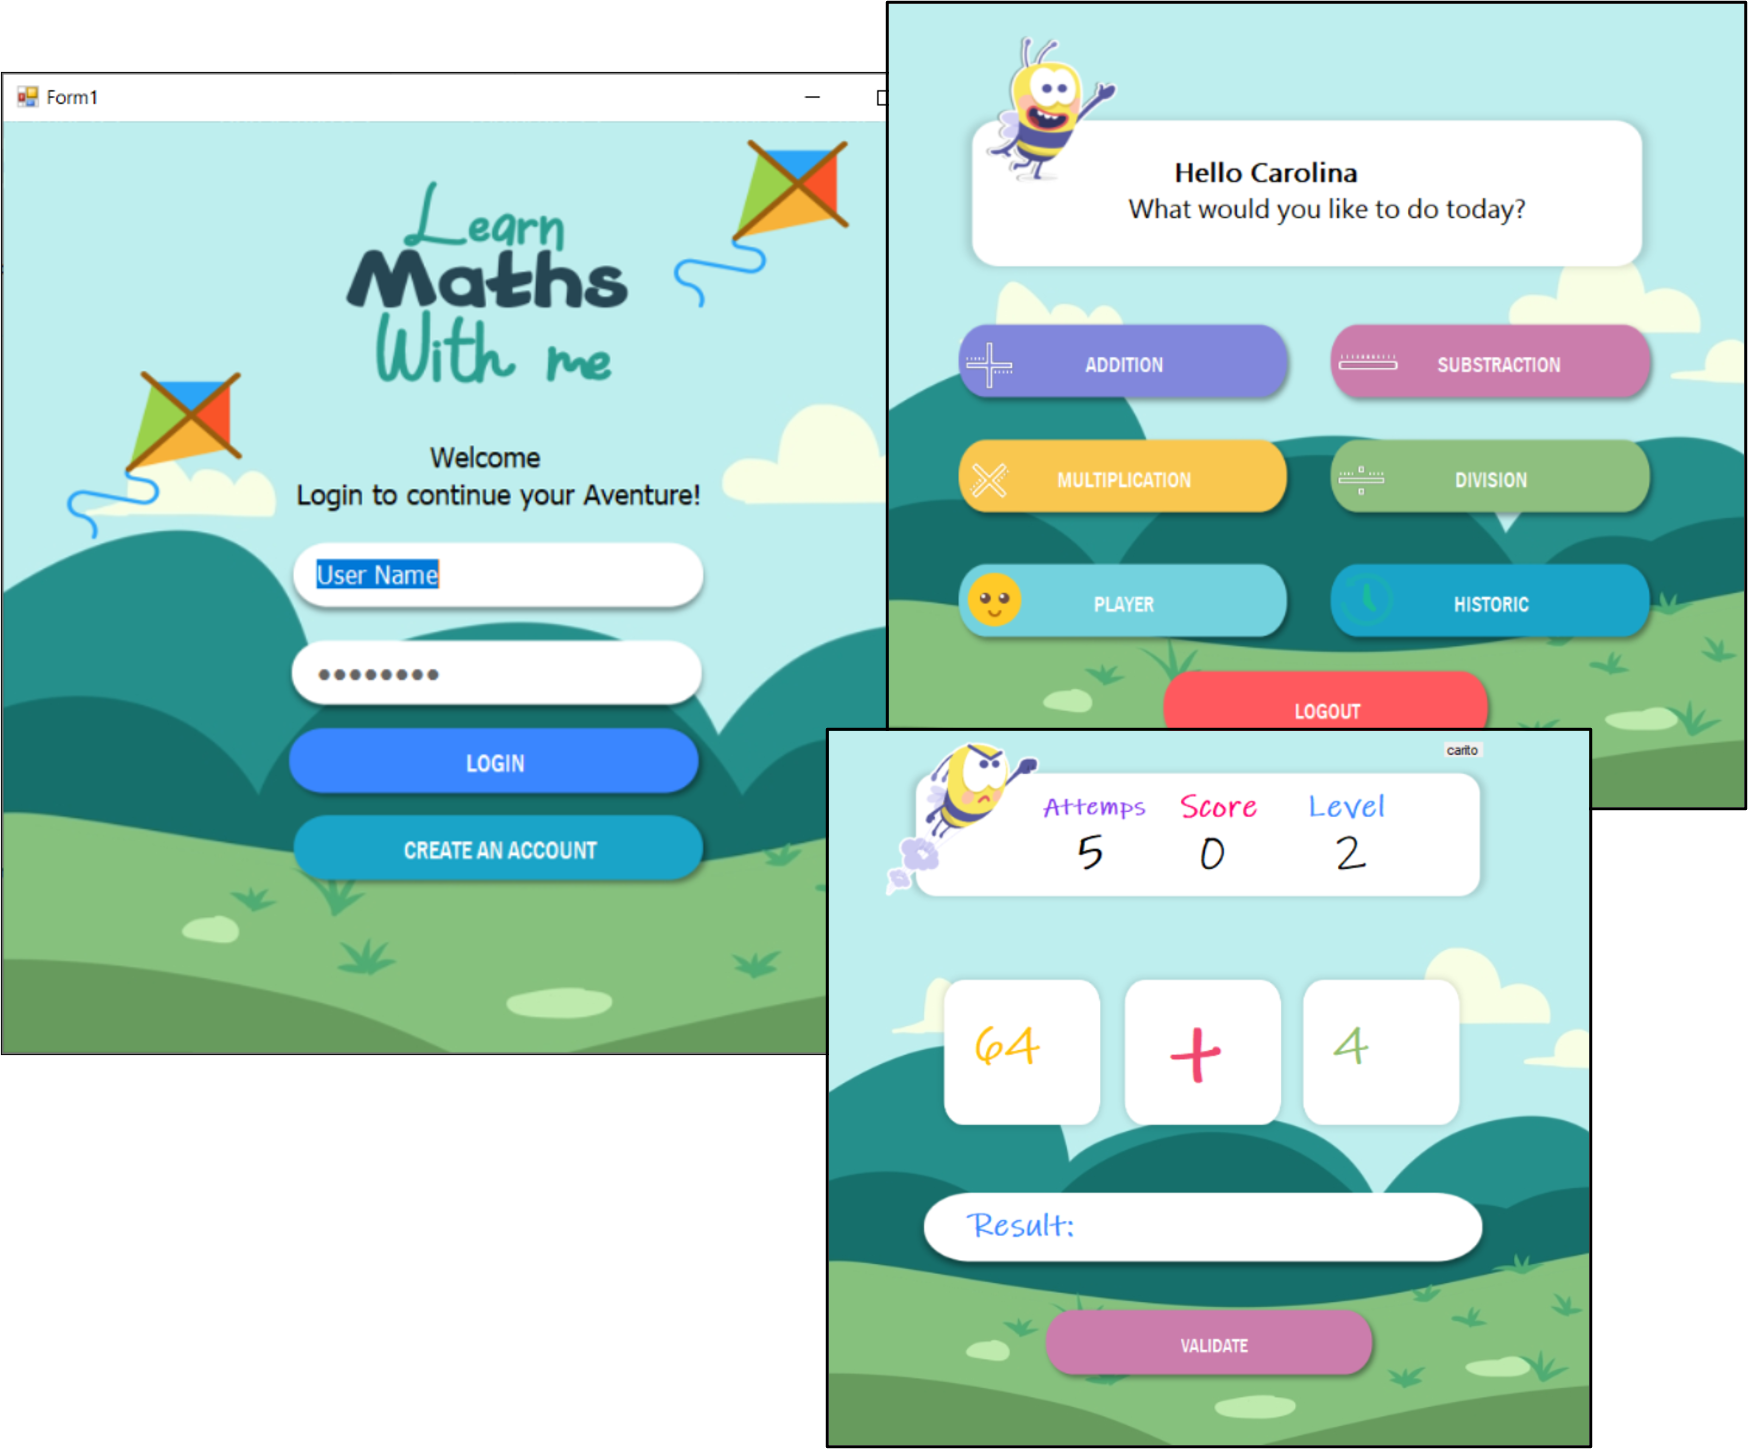 Form1
Learn
Maths
With me
Welcome
Login to continue your Aventure!
User Name
LOGIN
CREATE AN ACCOUNT
Hello Carolina
What would you like to do today?
ADDITION
SUBSTRACTION
MULTIPLICATION
DIVISION
PLAYER
HISTORIC
LOGOUT
carito
Attemps Score Level
5 0 2
64 + 4
Result:
VALIDATE